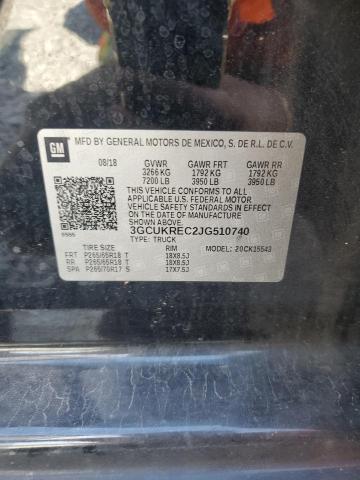 GM
MFD BY GENERAL MOTORS DE MEXICO, S. DE R.L. DE C.V.
08/18 GVWR GAWR FRT GAWR RR
3266 KG 1792 KG 1792 KG
7200 LB 3950 LB 3950 LB
THIS VEHICLE CONFORMS TO ALL
APPLICABLE U.S. FEDERAL MOTOR
VEHICLE SAFETY STANDARDS IN
EFFECT ON THE DATE OF MANUFACTURE
SHOWN ABOVE.
3GCUKREC2JG510740
TYPE: TRUCK MODEL: 20CK15543
TIRE SIZE RIM
FRT P265/65R18 T 18X8.5J
RR P265/65R18 T 18X8.5J
SPA P265/70R17 S 17X7.5J